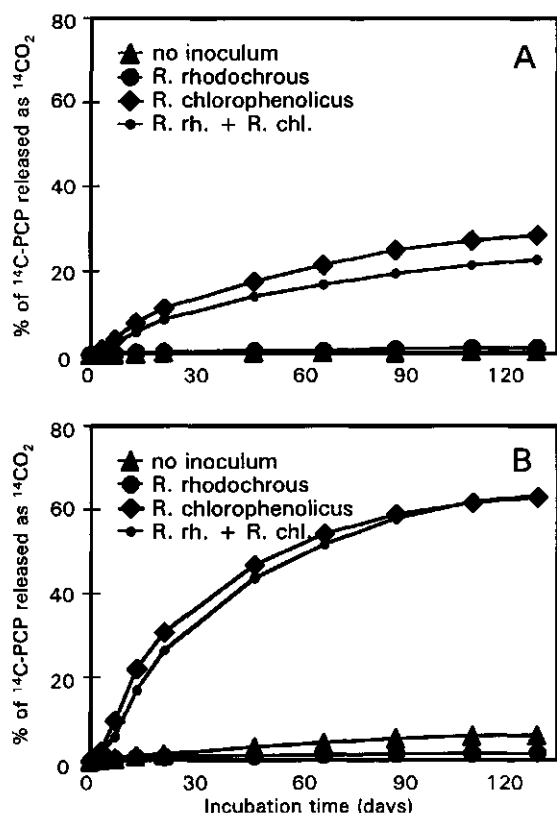 % of ¹⁴C-PCP released as ¹⁴CO₂
80
60
40
20
0
no inoculum
R. rhodochrous
R. chlorophenolicus
R. rh. + R. chl.
A
0 30 60 90 120
% of ¹⁴C-PCP released as ¹⁴CO₂
80
60
40
20
0
no inoculum
R. rhodochrous
R. chlorophenolicus
R. rh. + R. chl.
B
0 30 60 90 120
Incubation time (days)